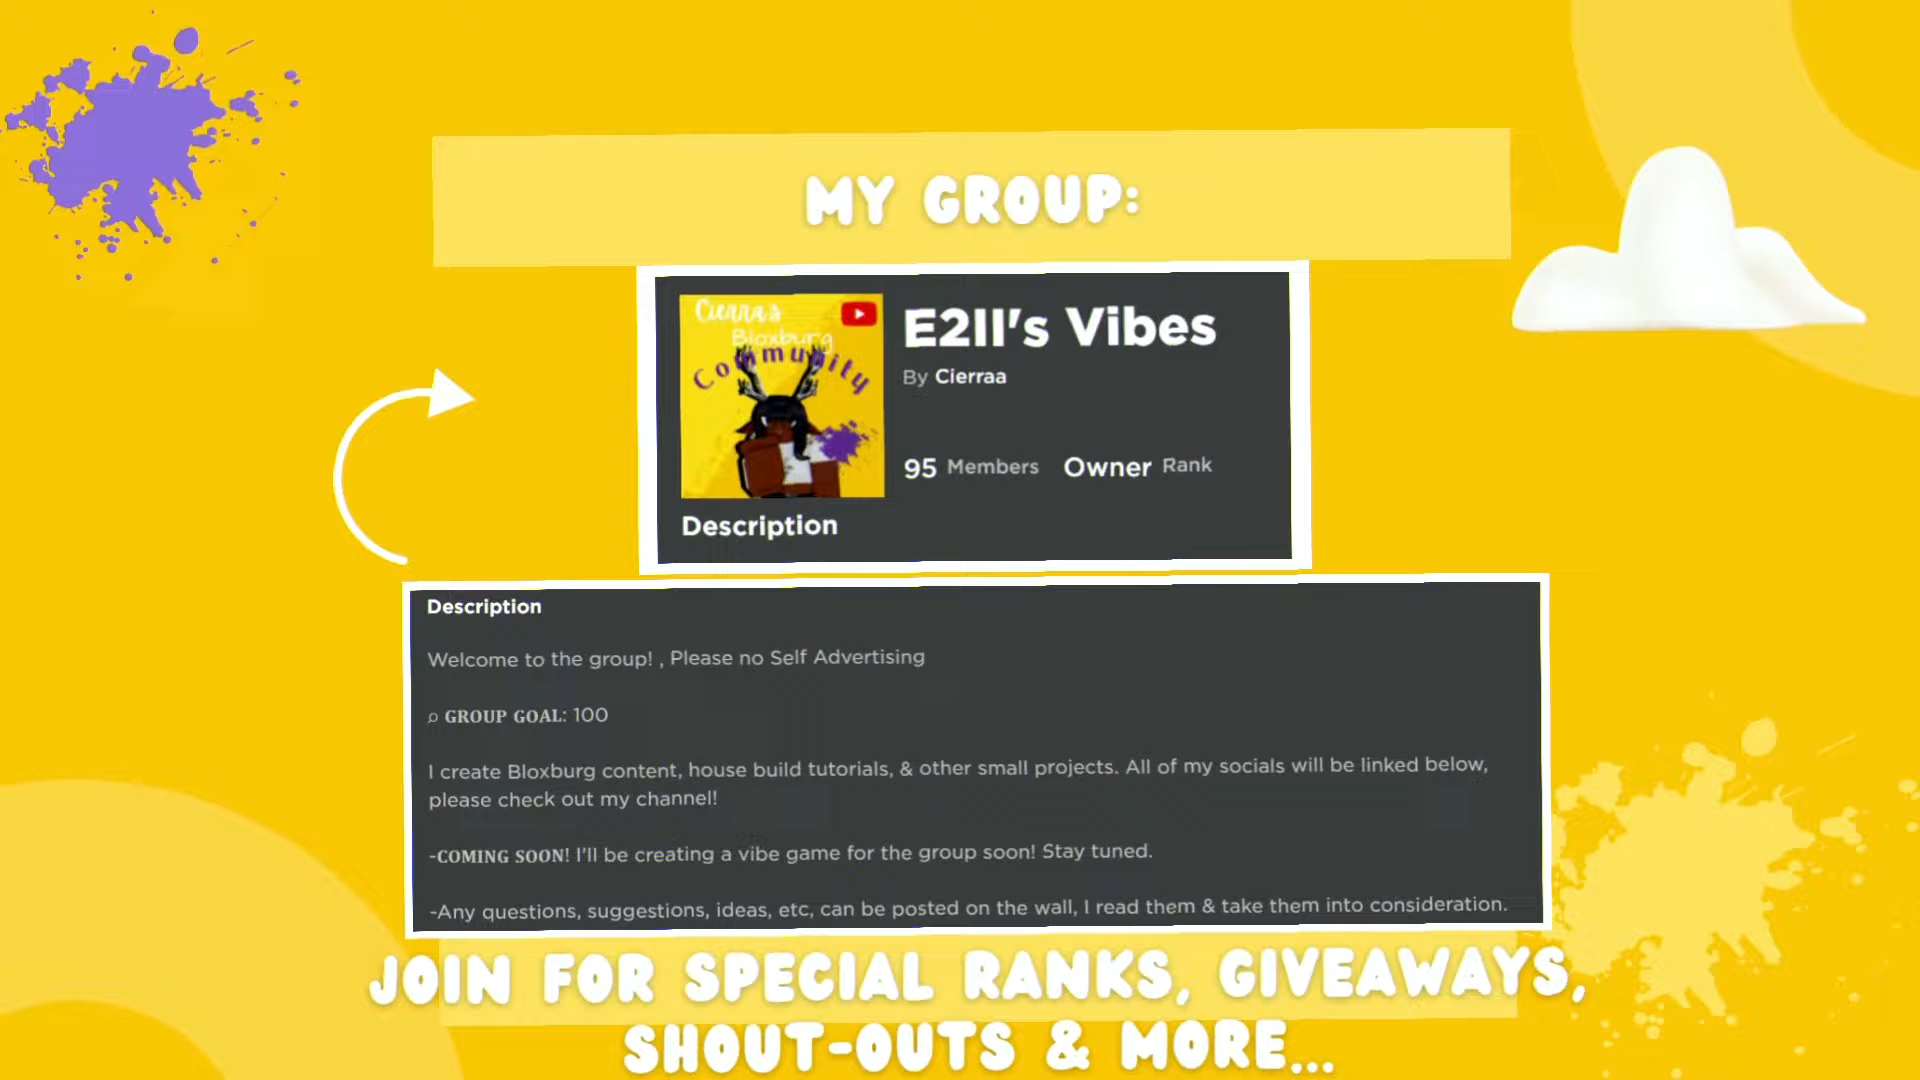 MY GROUP:
Cierra's
Bloxburg
Community
E2II's Vibes
By Cierraa
95 Members Owner Rank
Description
Description
Welcome to the group! , Please no Self Advertising
⌕ GROUP GOAL: 100
I create Bloxburg content, house build tutorials, & other small projects. All of my socials will be linked below,
please check out my channel!
-COMING SOON! I'll be creating a vibe game for the group soon! Stay tuned.
-Any questions, suggestions, ideas, etc, can be posted on the wall, I read them & take them into consideration.
JOIN FOR SPECIAL RANKS, GIVEAWAYS,
SHOUT-OUTS & MORE...